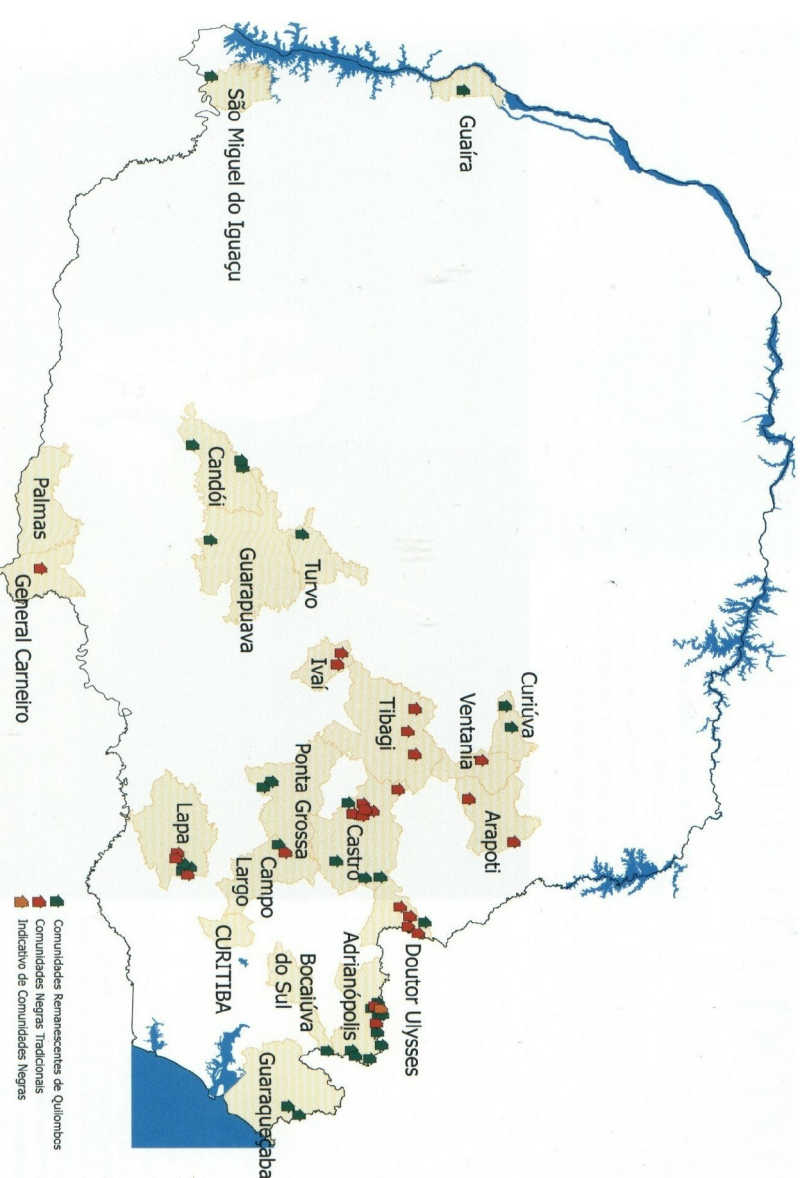 Curiúva
Ventania
Arapoti
Guaíra
Tibagi
Ivaí
Castro
Doutor Ulysses
Adrianópolis
Turvo
Ponta Grossa
Campo
Largo
Bocaiúva
do Sul
São Miguel do Iguaçu
Candói
Guarapuava
CURITIBA
Guaraqueçaba
Lapa
Palmas
General Carneiro
Comunidades Remanescentes de Quilombos
Comunidades Negras Tradicionais
Indicativo de Comunidades Negras